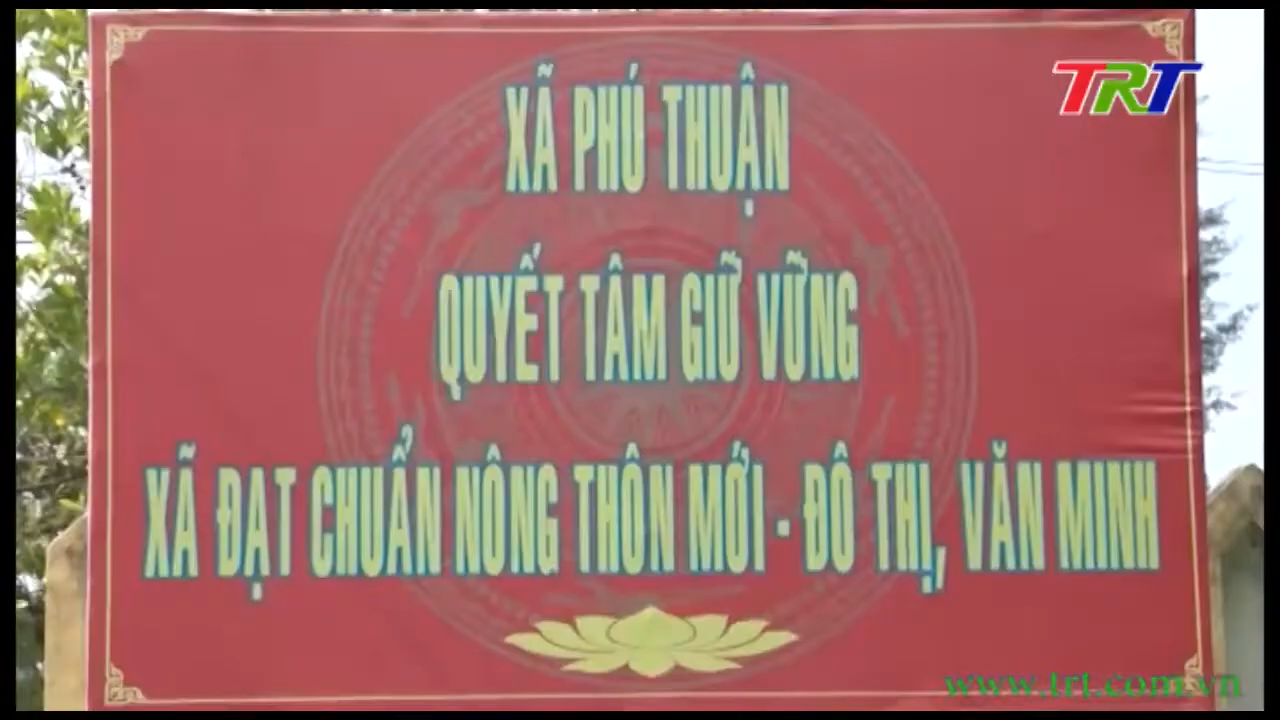 TRT
XÃ PHÚ THUẬN
QUYẾT TÂM GIỮ VỮNG
XÃ ĐẠT CHUẨN NÔNG THÔN MỚI - ĐÔ THỊ, VĂN MINH
www.trt.com.vn